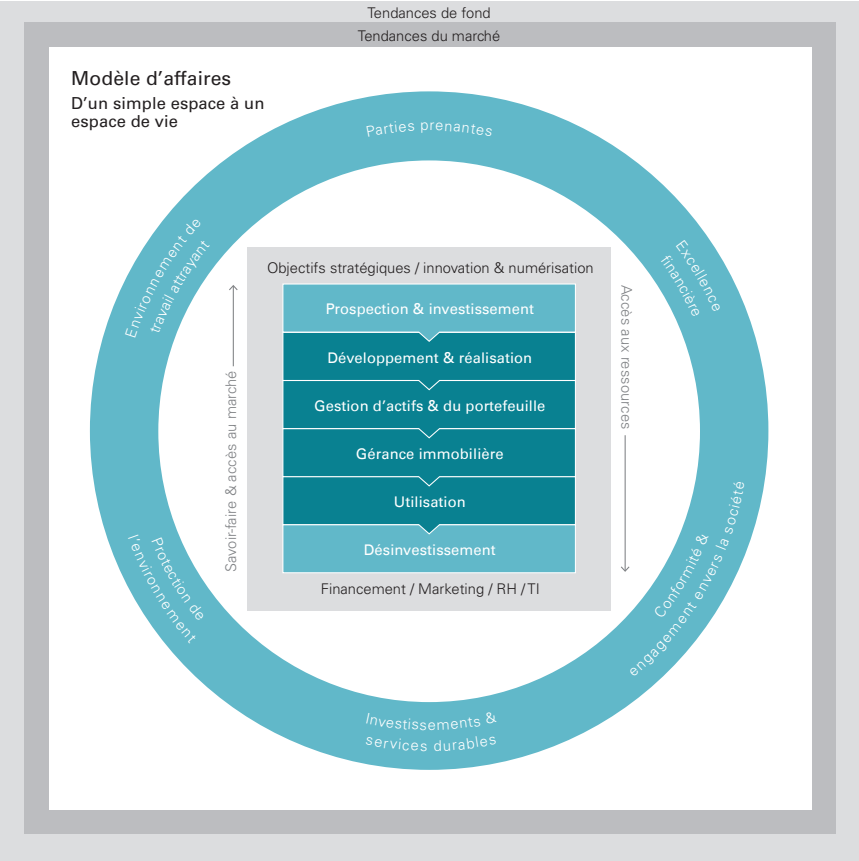 Tendances de fond
Tendances du marché
Modèle d’affaires
D’un simple espace à un
espace de vie
Parties prenantes
Environnement de
travail attrayant
Excellence
financière
Objectifs stratégiques / innovation & numérisation
Prospection & investissement
Développement & réalisation
Gestion d’actifs & du portefeuille
Gérance immobilière
Utilisation
Désinvestissement
Financement / Marketing / RH / TI
Savoir-faire & accès au marché
Accès aux ressources
Protection de
l’environnement
Conformité &
engagement envers la société
Investissements &
services durables